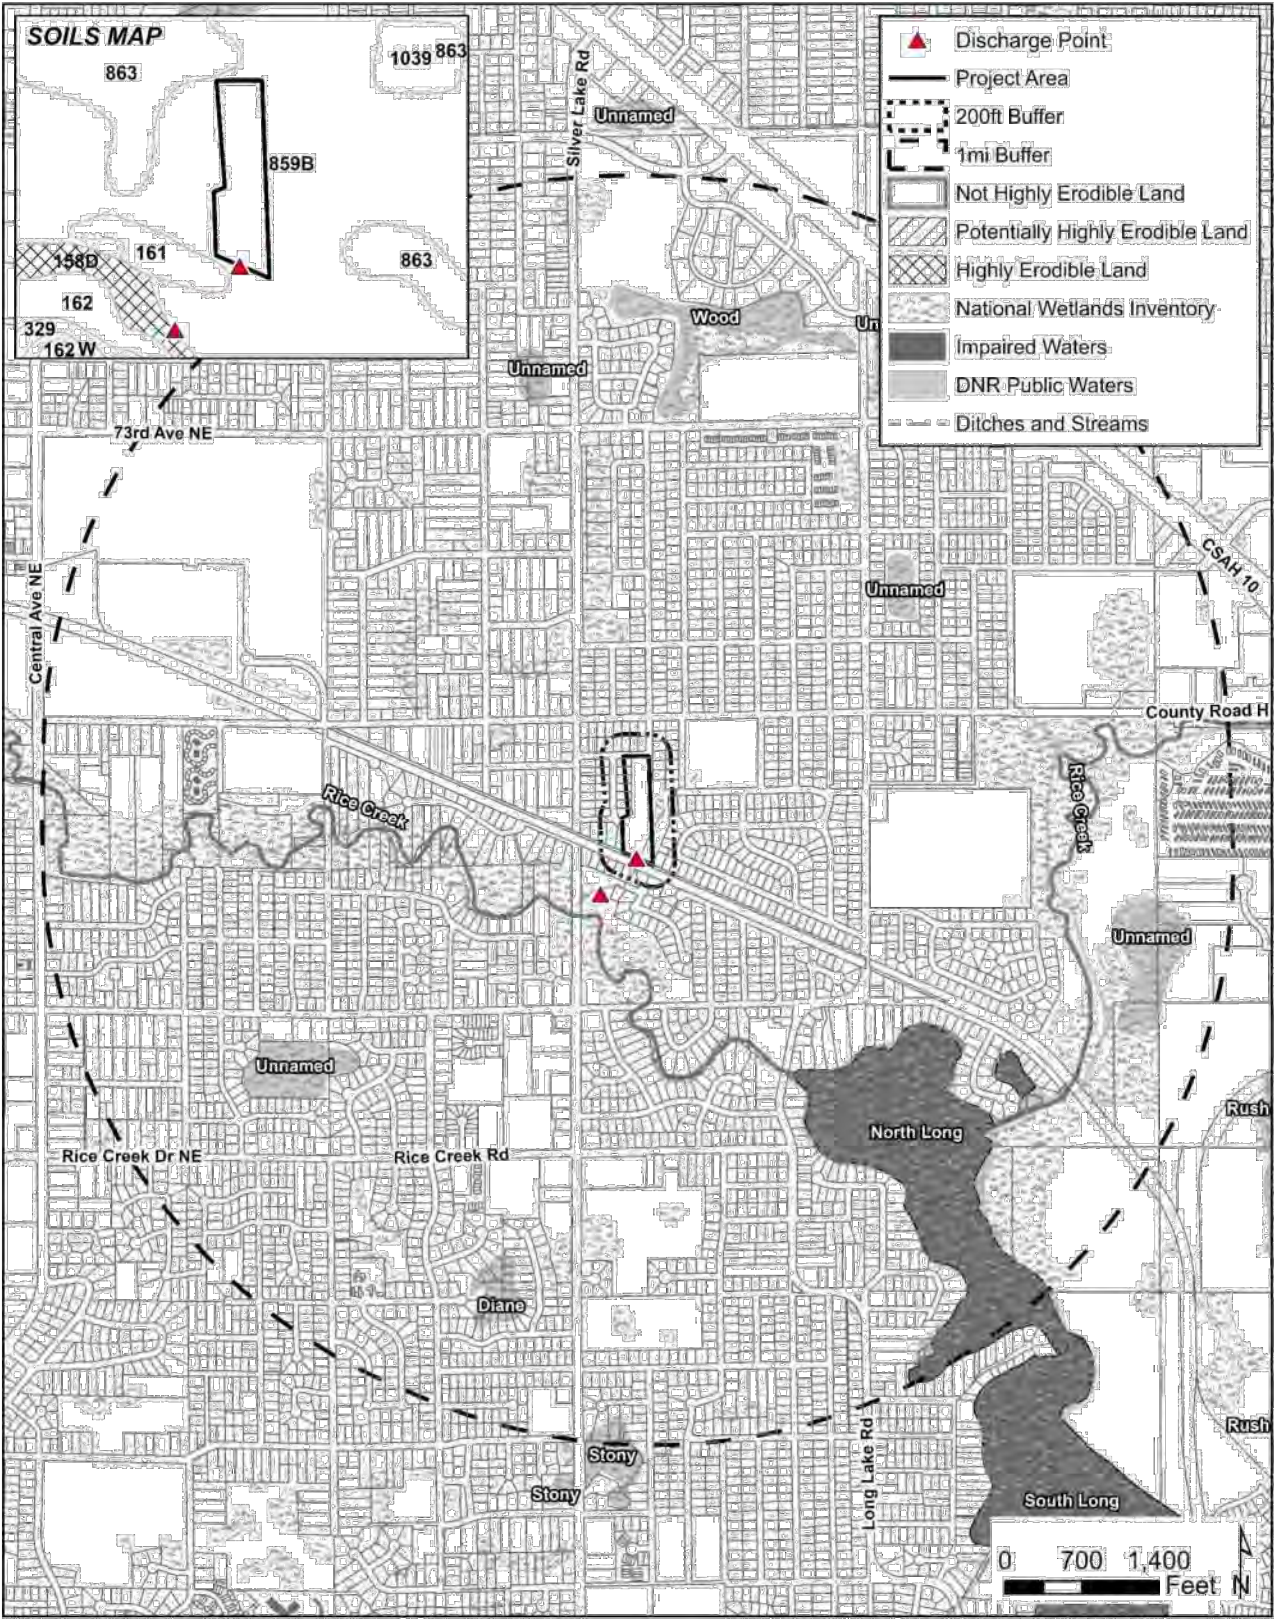 SOILS MAP
863
1039
863
859B
161
158D
863
162
329
162W
Discharge Point
Project Area
200ft Buffer
1mi Buffer
Not Highly Erodible Land
Potentially Highly Erodible Land
Highly Erodible Land
National Wetlands Inventory
Impaired Waters
DNR Public Waters
Ditches and Streams
Silver Lake Rd
Unnamed
Wood
Un
Unnamed
73rd Ave NE
CSAH 10
Central Ave NE
Unnamed
County Road H
Rice Creek
Rice Creek
Unnamed
Unnamed
North Long
Rush
Rice Creek Dr NE
Rice Creek Rd
Diane
Long Lake Rd
Rush
Stony
Stony
South Long
0 700 1,400
Feet N